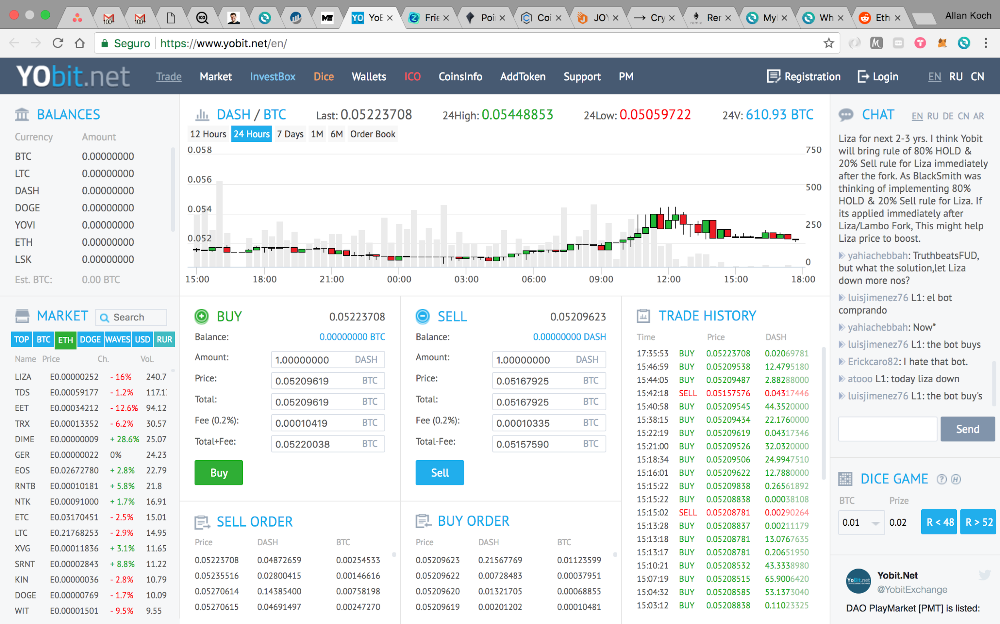 100+
100+
ICO
ME
YO YoE
Frie
Poi
Coi
JOY
Cry
remix Rer
My
Wh
Eth
Allan Koch
Seguro https://www.yobit.net/en/
YObit.net Trade Market InvestBox Dice Wallets ICO CoinsInfo AddToken Support PM Registration Login EN RU CN
BALANCES
Currency Amount
BTC 0.00000000
LTC 0.00000000
DASH 0.00000000
DOGE 0.00000000
YOVI 0.00000000
ETH 0.00000000
LSK 0.00000000
Est. BTC: 0.00 BTC
DASH / BTC Last: 0.05223708 24High: 0.05448853 24Low: 0.05059722 24V: 610.93 BTC
12 Hours 24 Hours 7 Days 1M 6M Order Book
0.058 750
0.056 500
0.054 250
0.052 0
15:00 18:00 21:00 00:00 03:00 06:00 09:00 12:00 15:00 18:00
MARKET Search
TOP BTC ETH DOGE WAVES USD RUR
Name Price Ch. Vol.
LIZA E0.00000252 - 16% 240.7
TDS E0.00059177 - 1.2% 117.1
EET E0.00034212 - 12.6% 94.12
TRX E0.00013352 - 6.2% 30.57
DIME E0.00000009 + 28.6% 25.07
GER E0.00000022 0% 24.23
EOS E0.02672780 + 2.8% 22.79
RNTB E0.00010181 + 5.8% 21.8
NTK E0.00091000 + 1.7% 16.91
ETC E0.03170451 - 2.5% 15.01
LTC E0.21768253 - 2.9% 14.95
XVG E0.00011836 + 3.1% 11.65
SRNT E0.00002843 + 8.8% 11.22
KIN E0.00000036 - 2.8% 10.79
DOGE E0.00000769 - 1.7% 10.09
WIT E0.00001501 - 9.5% 9.55
BUY 0.05223708
Balance: 0.00000000 BTC
Amount: 1.00000000 DASH
Price: 0.05209619 BTC
Total: 0.05209619 BTC
Fee (0.2%): 0.00010419 BTC
Total+Fee: 0.05220038 BTC
Buy
SELL 0.05209623
Balance: 0.00000000 DASH
Amount: 1.00000000 DASH
Price: 0.05167925 BTC
Total: 0.05167925 BTC
Fee (0.2%): 0.00010335 BTC
Total-Fee: 0.05157590 BTC
Sell
SELL ORDER
Price DASH BTC
0.05223708 0.04872659 0.00254533
0.05235516 0.02800415 0.00146616
0.05270614 0.14385400 0.00758198
0.05270615 0.04691497 0.00247270
BUY ORDER
Price DASH BTC
0.05209623 0.21567769 0.01123599
0.05209622 0.00728483 0.00037951
0.05209620 0.01321705 0.00068855
0.05209619 0.00201202 0.00010481
TRADE HISTORY
Time Price DASH
17:35:53 BUY 0.05223708 0.02069781
15:46:59 BUY 0.05209538 12.4795180
15:44:05 BUY 0.05209487 2.88288000
15:42:18 SELL 0.05157576 0.04317446
15:40:58 BUY 0.05209545 44.3520000
15:38:15 BUY 0.05209434 22.1760000
15:22:19 BUY 0.05209619 0.04317346
15:21:00 BUY 0.05209526 32.0320000
15:18:34 BUY 0.05209506 24.9947510
15:16:01 BUY 0.05209622 12.7880000
15:15:22 BUY 0.05209838 0.26561892
15:15:22 BUY 0.05208838 0.00038108
15:15:02 SELL 0.05208781 0.00290264
15:13:28 BUY 0.05208837 0.00211179
15:13:18 BUY 0.05208781 13.0767635
15:13:17 BUY 0.05208781 0.20651950
15:10:21 BUY 0.05208532 43.3338980
15:07:19 BUY 0.05208515 65.9006420
15:04:32 BUY 0.05208585 53.1373040
15:03:12 BUY 0.05208838 0.11023325
CHAT EN RU DE CN AR
Liza for next 2-3 yrs. I think Yobit
will bring rule of 80% HOLD &
20% Sell rule for Liza immediately
after the fork. As BlackSmith was
thinking of implementing 80%
HOLD & 20% Sell rule for Liza. If
its applied immediately after
Liza/Lambo Fork, This might help
Liza price to boost.
yahiachebbah: TruthbeatsFUD,
but what the solution,let Liza
down more nos?
luisjimenez76 L1: el bot
comprando
yahiachebbah: Now*
luisjimenez76 L1: the bot buys
Erickcaro82: I hate that bot.
atooo L1: today liza down
luisjimenez76 L1: the bot buy's
Send
DICE GAME ? H
BTC Prize
0.01 0.02 R < 48 R > 52
YoBit.net
Yobit.Net
@YobitExchange
DAO PlayMarket [PMT] is listed: